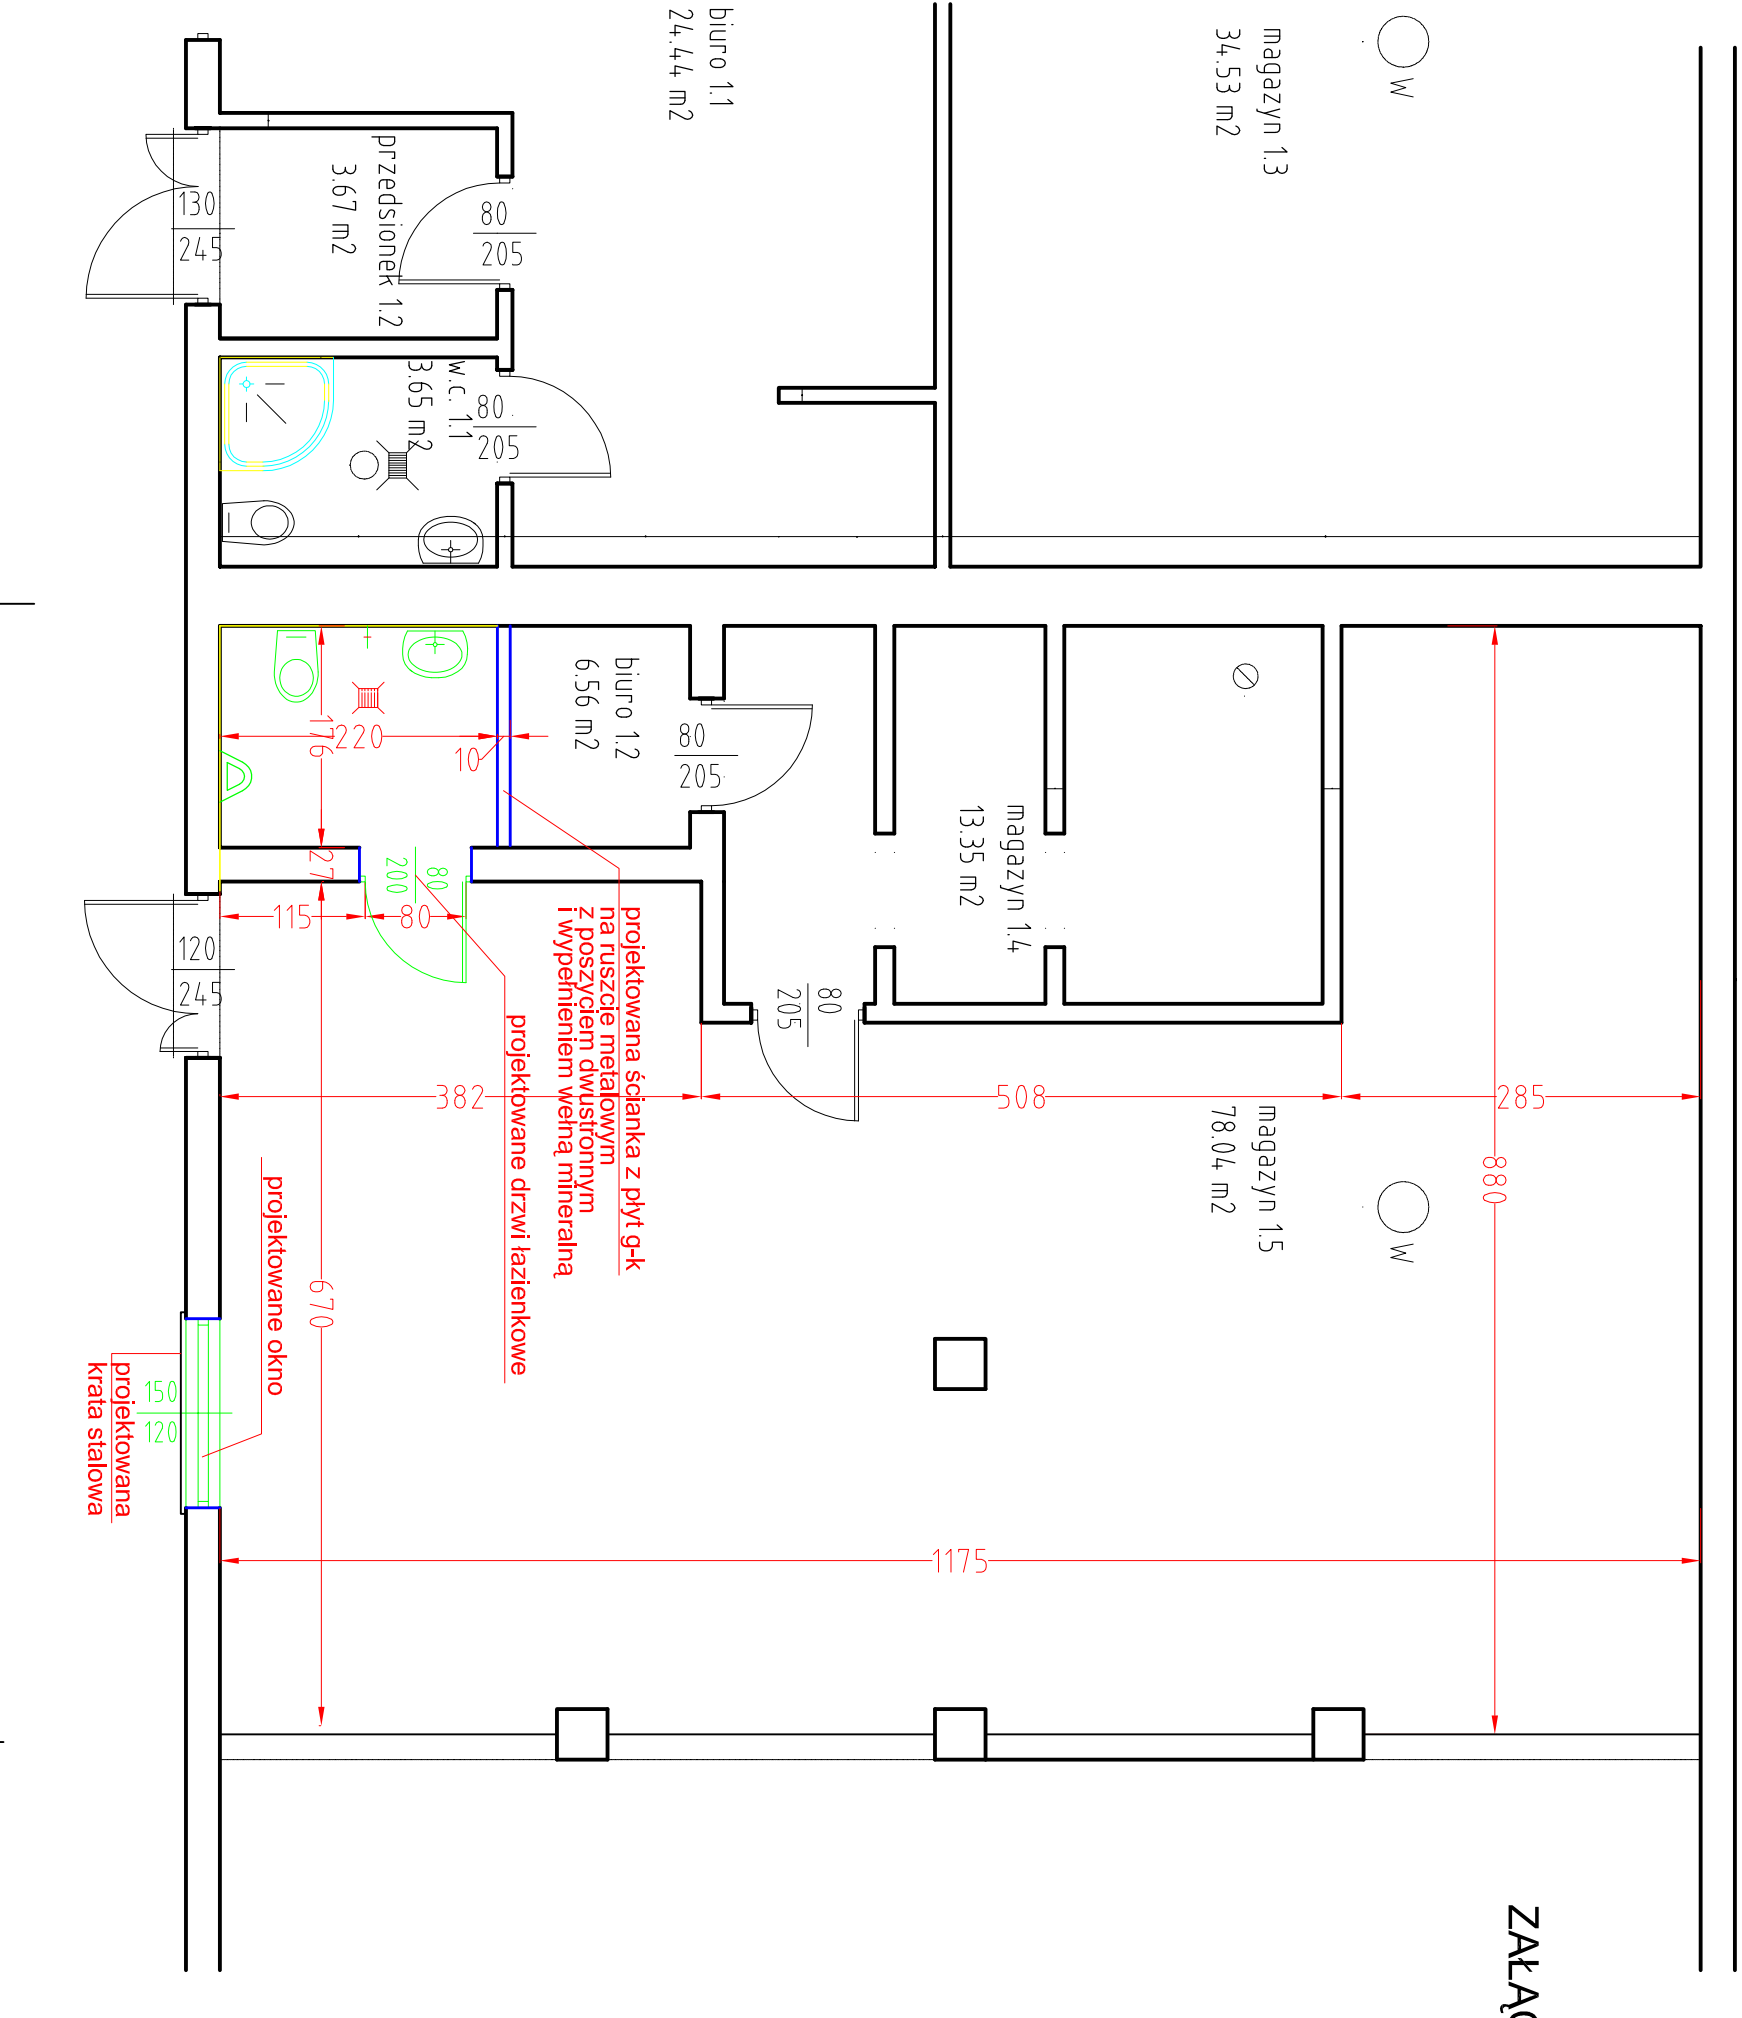 biuro 1.1
24.44 m2
magazyn 1.3
34.53 m2
W
przedsionek 1.2
3.67 m2
130
245
80
205
w.c. 1.1
3.65 m2
80
205
biuro 1.2
6.56 m2
80
205
176
220
10
27
80
200
115
80
120
245
magazyn 1.4
13.35 m2
80
205
projektowana ścianka z płyt g-k
na ruszcie metalowym
z poszyciem dwustronnym
i wypełnieniem wełną mineralną
projektowane drzwi łazienkowe
382
508
285
magazyn 1.5
78.04 m2
W
880
670
projektowane okno
projektowana
krata stalowa
150
120
1175
ZAŁĄ